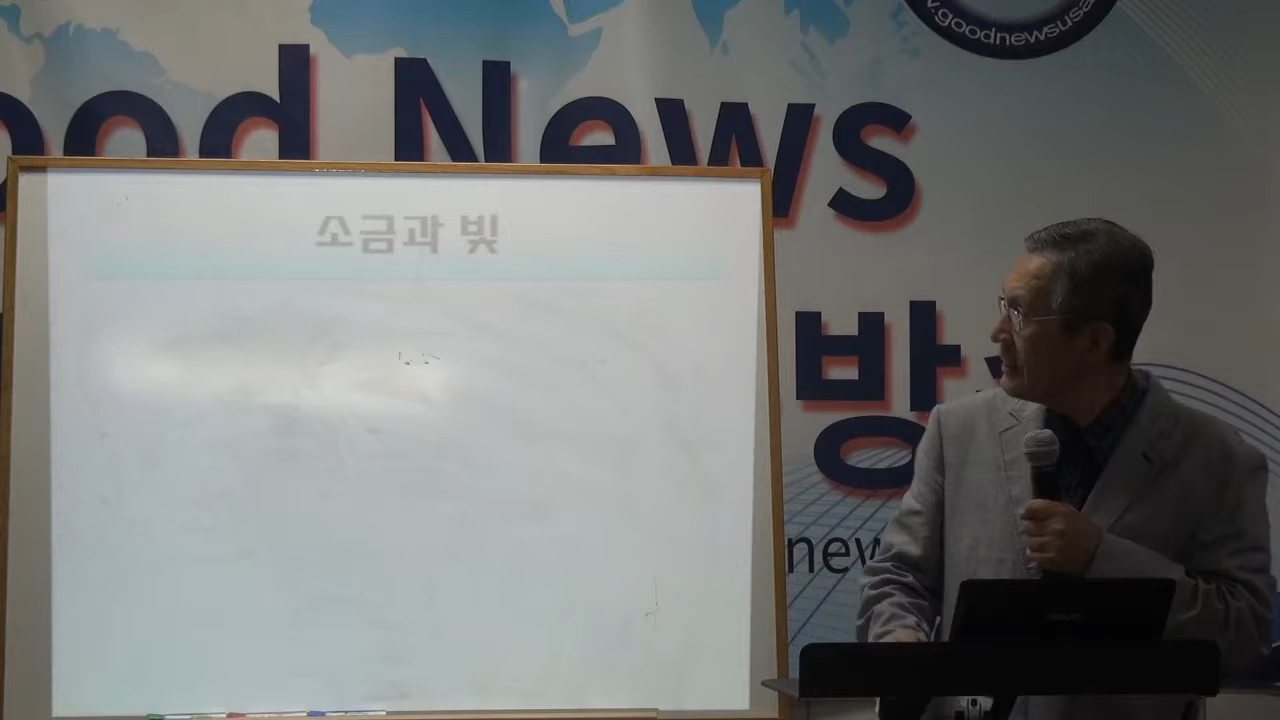 .goodnewsusa
ood News
소금과 빛
방
new